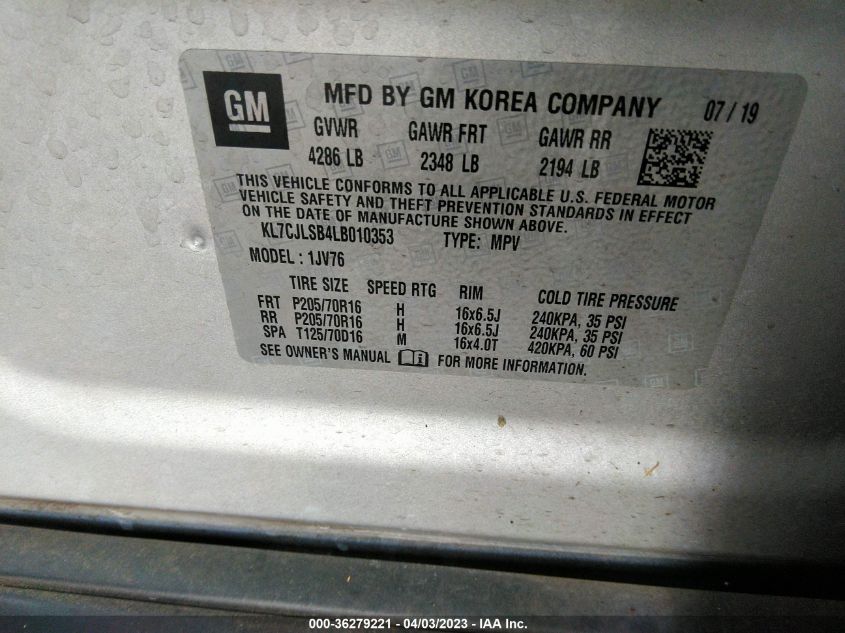 GM MFD BY GM KOREA COMPANY 07 / 19
GVWR GAWR FRT GAWR RR
4286 LB 2348 LB 2194 LB
THIS VEHICLE CONFORMS TO ALL APPLICABLE U.S. FEDERAL MOTOR
VEHICLE SAFETY AND THEFT PREVENTION STANDARDS IN EFFECT
ON THE DATE OF MANUFACTURE SHOWN ABOVE.
KL7CJLSB4LB010353 TYPE: MPV
MODEL : 1JV76
TIRE SIZE SPEED RTG RIM COLD TIRE PRESSURE
FRT P205/70R16 H 16x6.5J 240KPA, 35 PSI
RR P205/70R16 H 16x6.5J 240KPA, 35 PSI
SPA T125/70D16 M 16x4.0T 420KPA, 60 PSI
SEE OWNER'S MANUAL FOR MORE INFORMATION.
000-36279221 - 04/03/2023 - IAA Inc.